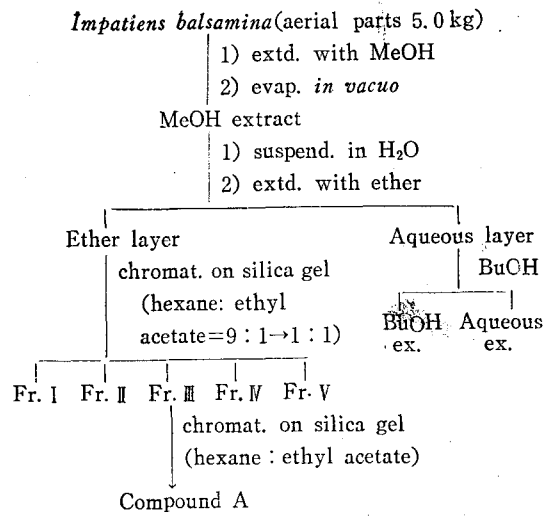 Impatiens balsamina(aerial parts 5.0kg)
1) extd. with MeOH
2) evap. in vacuo
MeOH extract
1) suspend. in H₂O
2) extd. with ether
Ether layer
Aqueous layer
chromat. on silica gel
(hexane: ethyl
acetate=9 : 1→1 : 1)
BuOH
BuOH ex.
Aqueous ex.
Fr. Ⅰ Fr. Ⅱ Fr. Ⅲ Fr. Ⅳ Fr. Ⅴ
chromat. on silica gel
(hexane : ethyl acetate)
Compound A